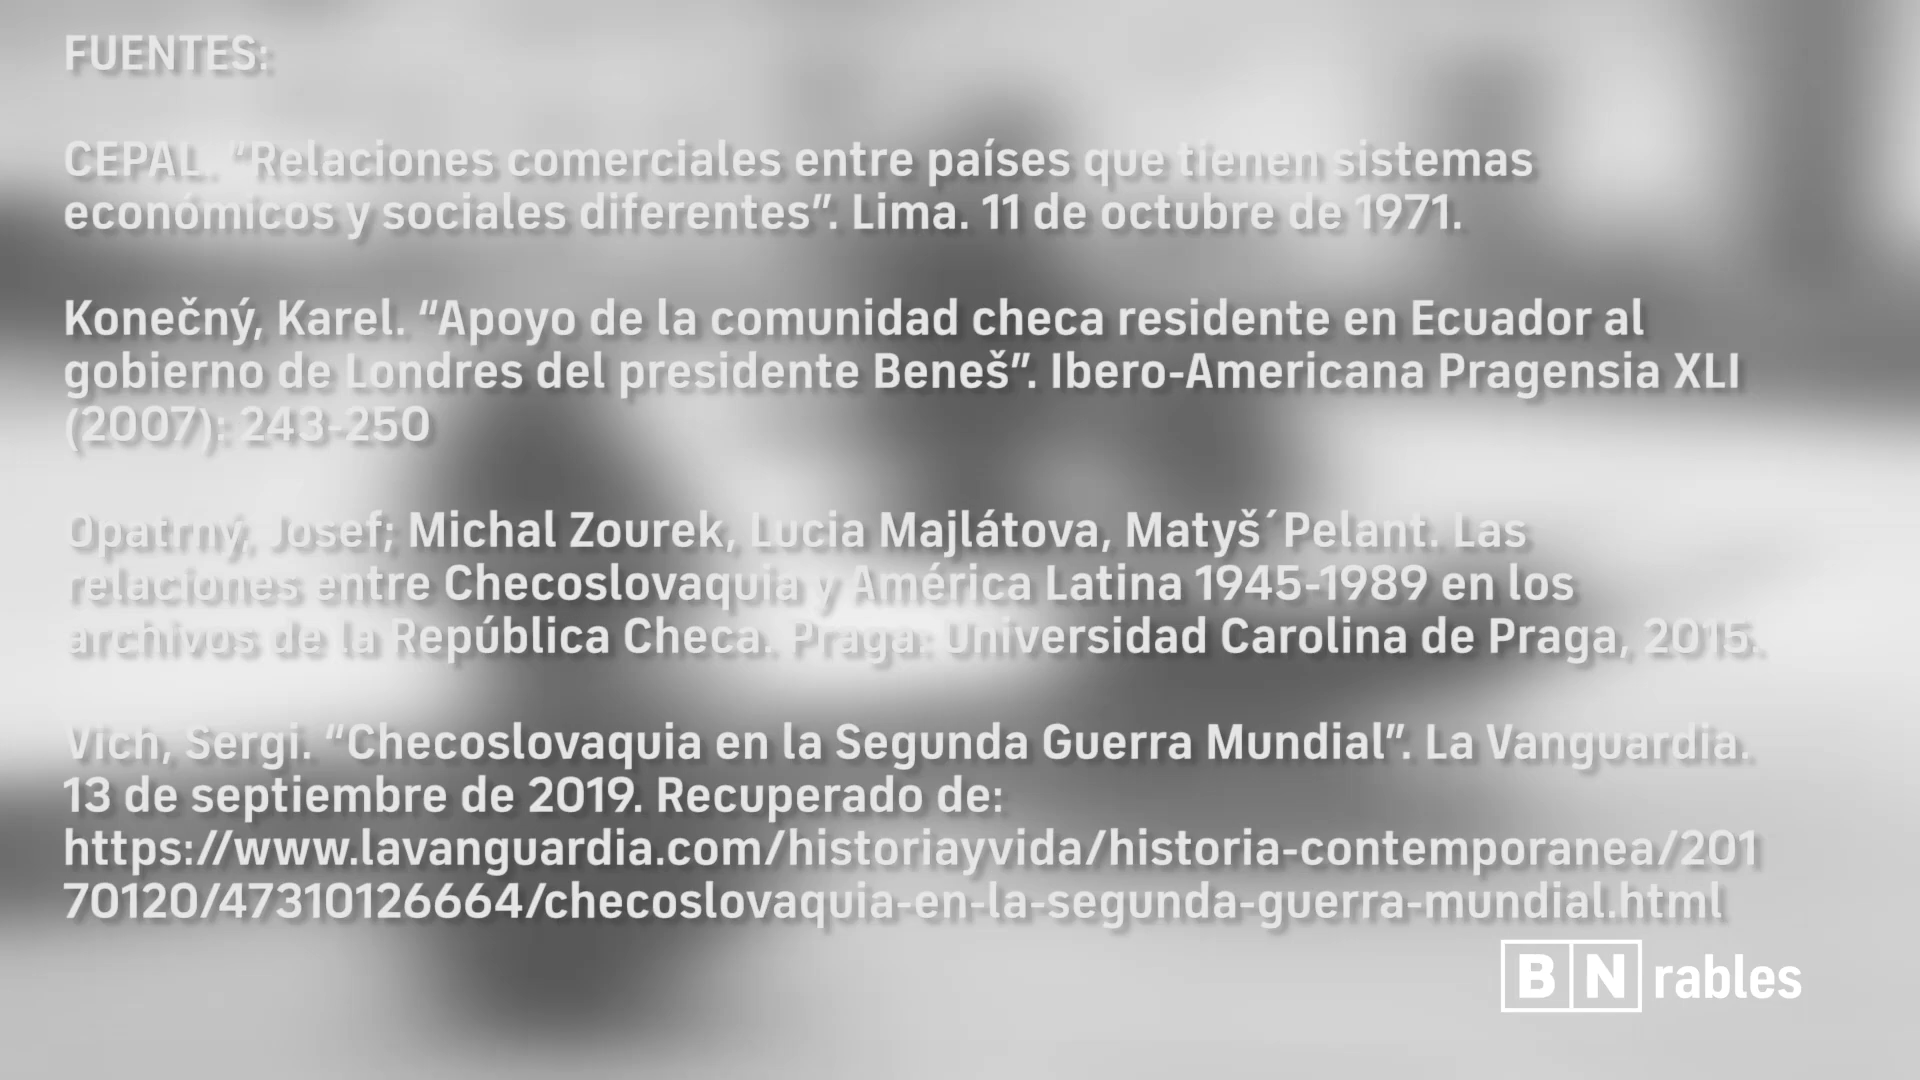 FUENTES:
CEPAL. "Relaciones comerciales entre países que tienen sistemas
económicos y sociales diferentes". Lima. 11 de octubre de 1971.
Konečný, Karel. "Apoyo de la comunidad checa residente en Ecuador al
gobierno de Londres del presidente Beneš". Ibero-Americana Pragensia XLI
(2007): 243-250
Opatrný, Josef; Michal Zourek, Lucia Majlátova, Matyš´Pelant. Las
relaciones entre Checoslovaquia y América Latina 1945-1989 en los
archivos de la República Checa. Praga: Universidad Carolina de Praga, 2015.
Vich, Sergi. "Checoslovaquia en la Segunda Guerra Mundial". La Vanguardia.
13 de septiembre de 2019. Recuperado de:
https://www.lavanguardia.com/historiayvida/historia-contemporanea/201
70120/47310126664/checoslovaquia-en-la-segunda-guerra-mundial.html
BN rables